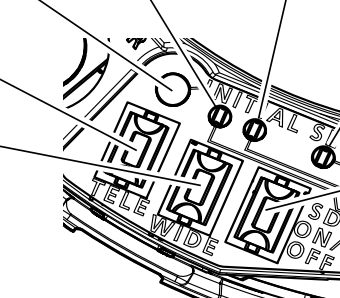 INITIAL S
TELE
WIDE
SD
ON/
OFF